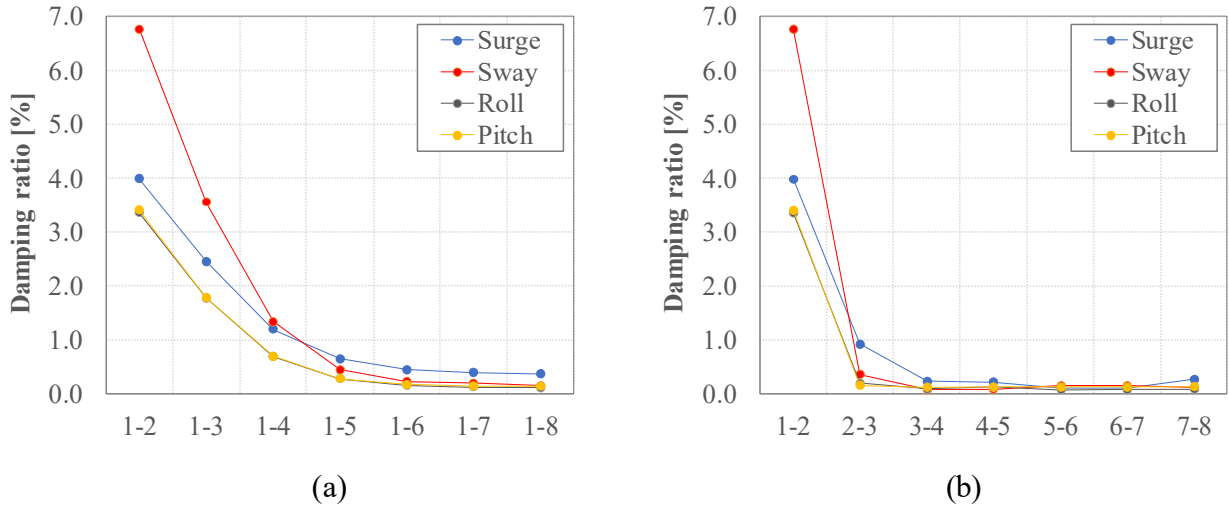 7.0
6.0
5.0
4.0
3.0
2.0
1.0
0.0
Damping ratio [%]
Surge
Sway
Roll
Pitch
1-2 1-3 1-4 1-5 1-6 1-7 1-8
(a)
7.0
6.0
5.0
4.0
3.0
2.0
1.0
0.0
Damping ratio [%]
Surge
Sway
Roll
Pitch
1-2 2-3 3-4 4-5 5-6 6-7 7-8
(b)